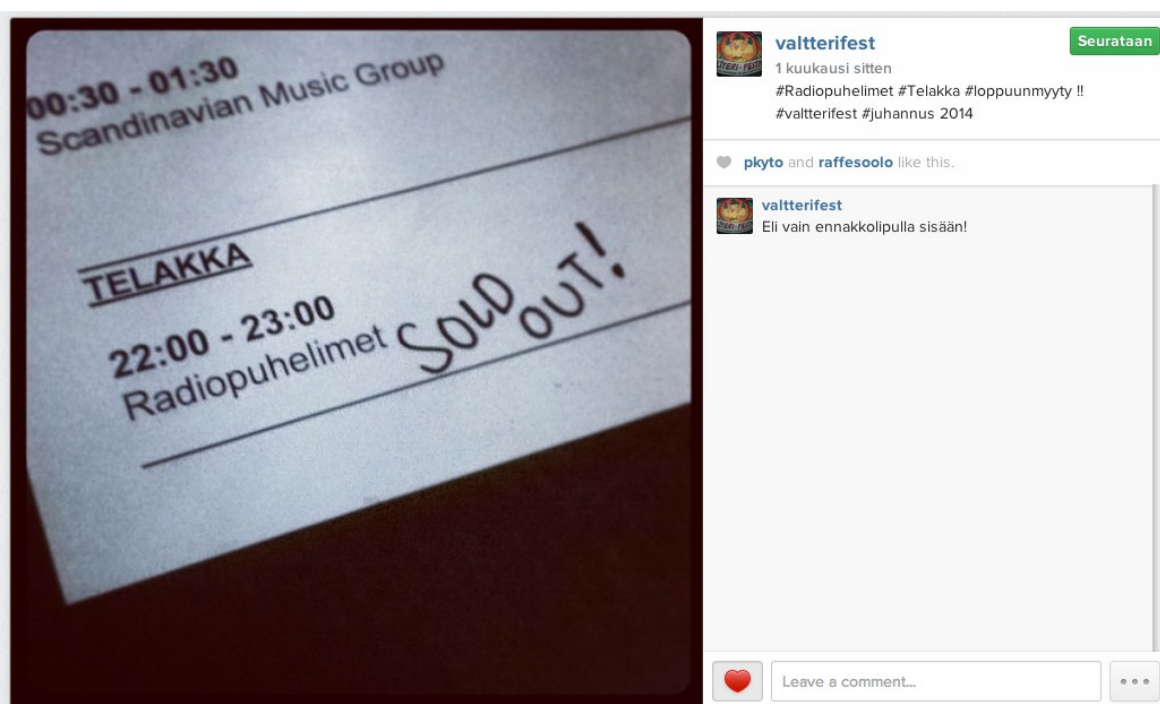 00:30 - 01:30
Scandinavian Music Group
TELAKKA
22:00 - 23:00
Radiopuhelimet
SOLD
OUT!
valtterifest
Seurataan
1 kuukausi sitten
#Radiopuhelimet #Telakka #loppuunmyyty !!
#valtterifest #juhannus 2014
pkyto and raffesoolo like this.
valtterifest
Eli vain ennakkolipulla sisään!
Leave a comment...